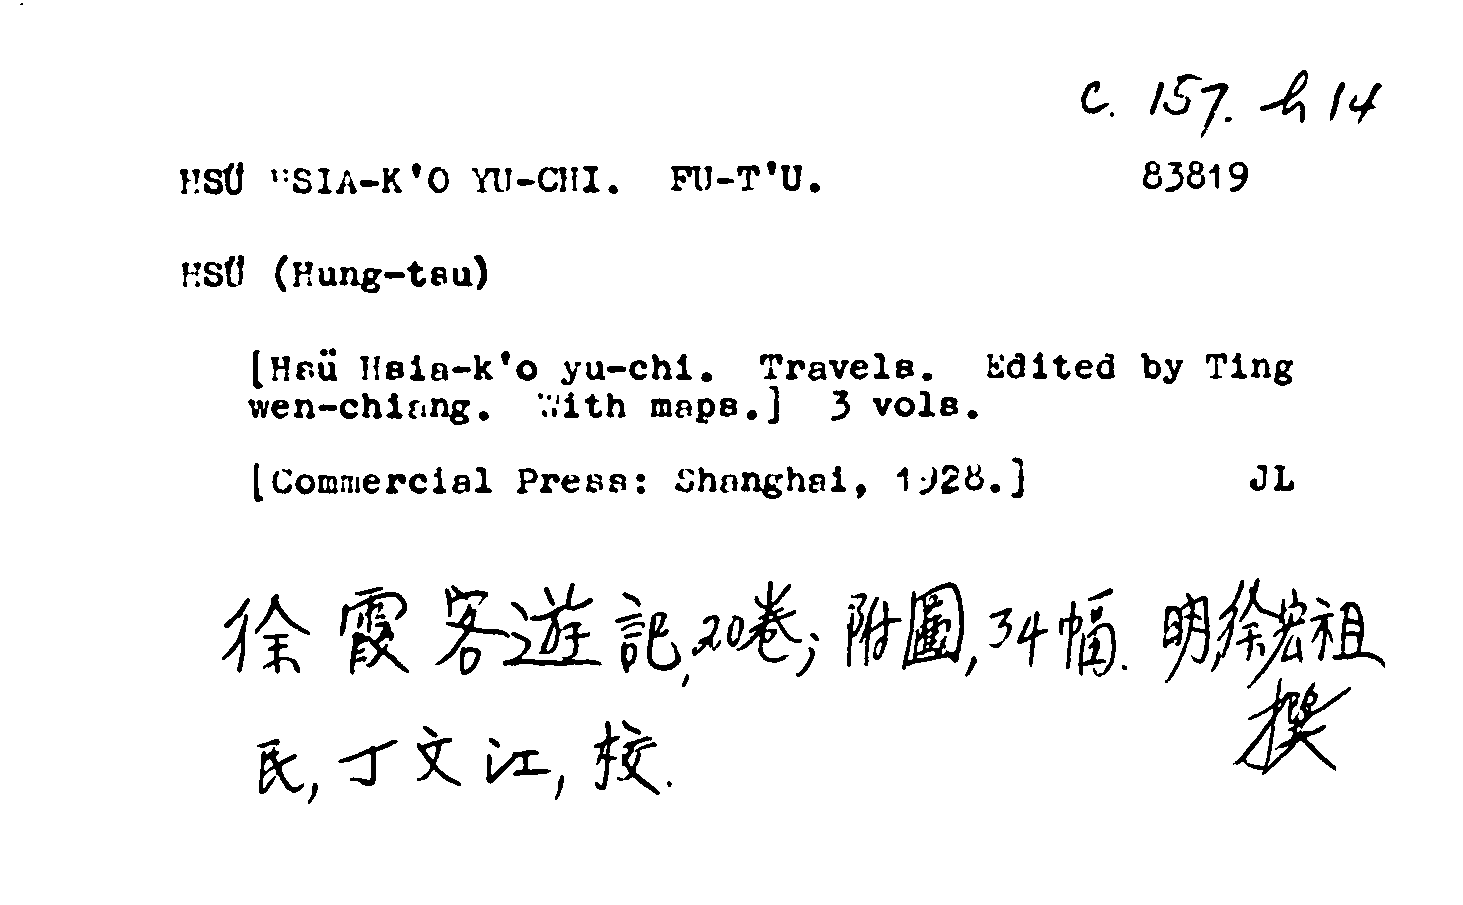 C. 157. h 14
HSÜ HSIA-K'O YU-CHI.  FU-T'U.  83819
HSÜ (Hung-tsu)
[Hsü Hsia-k'o yu-chi.  Travels.  Edited by Ting
wen-chiang.  With maps.]  3 vols.
[Commercial Press: Shanghai, 1928.]  JL
徐霞客遊記, 20卷; 附圖, 34幅. 明, 徐宏祖
撰
民, 丁文江, 校.